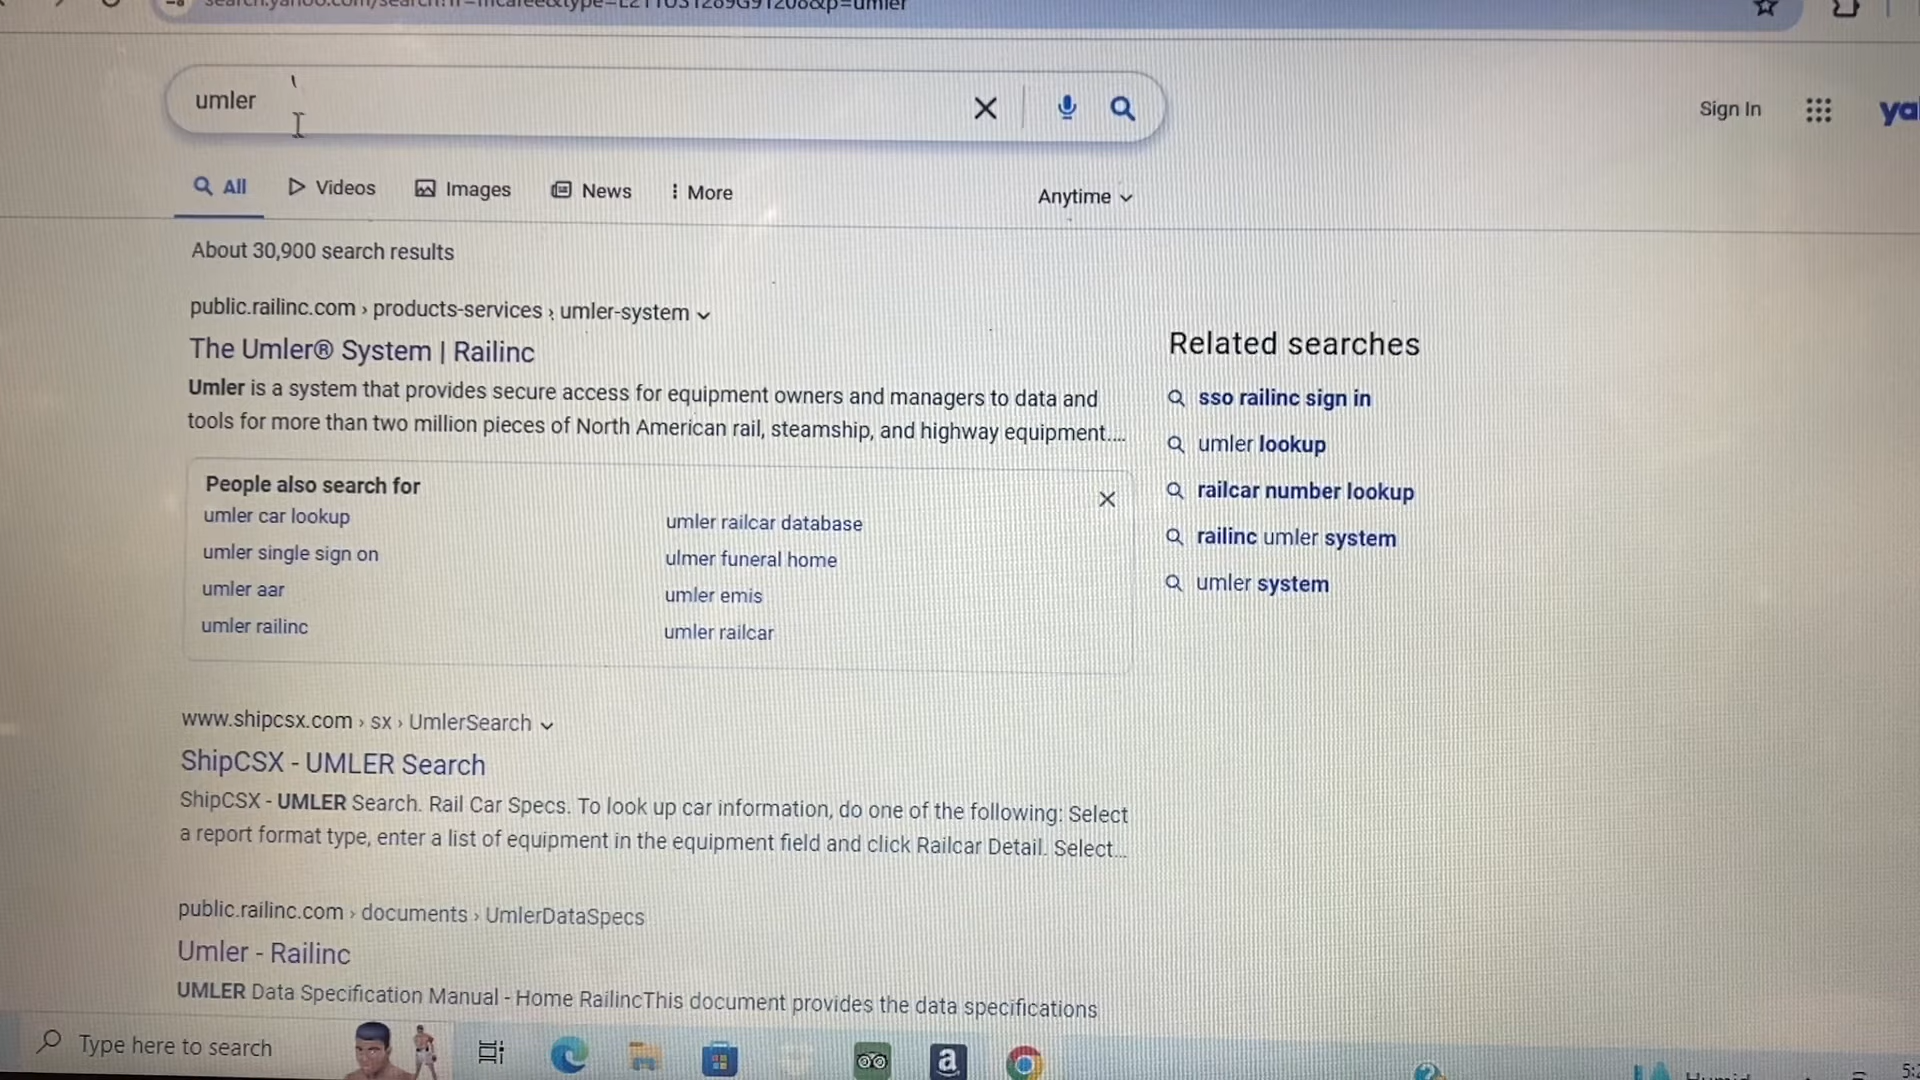 umler
Sign In
All
Videos
Images
News
More
Anytime
About 30,900 search results
public.railinc.com › products-services › umler-system
The Umler® System | Railinc
Umler is a system that provides secure access for equipment owners and managers to data and
tools for more than two million pieces of North American rail, steamship, and highway equipment....
People also search for
umler car lookup
umler single sign on
umler aar
umler railinc
umler railcar database
ulmer funeral home
umler emis
umler railcar
Related searches
sso railinc sign in
umler lookup
railcar number lookup
railinc umler system
umler system
www.shipcsx.com › sx › UmlerSearch
ShipCSX - UMLER Search
ShipCSX - UMLER Search. Rail Car Specs. To look up car information, do one of the following: Select
a report format type, enter a list of equipment in the equipment field and click Railcar Detail. Select...
public.railinc.com › documents › UmlerDataSpecs
Umler - Railinc
UMLER Data Specification Manual - Home RailincThis document provides the data specifications
Type here to search